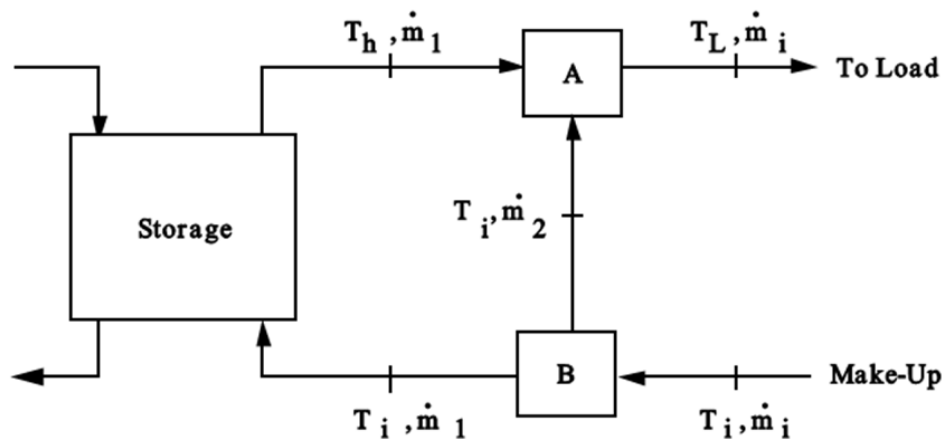 T_h , ṁ_1
A
T_L , ṁ_i
To Load
Storage
T_i , ṁ_2
B
Make-Up
T_i , ṁ_1
T_i , ṁ_i